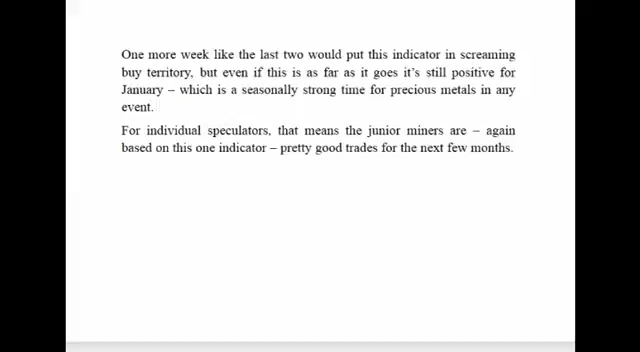 One more week like the last two would put this indicator in screaming
buy territory, but even if this is as far as it goes it's still positive for
January – which is a seasonally strong time for precious metals in any
event.
For individual speculators, that means the junior miners are – again
based on this one indicator – pretty good trades for the next few months.